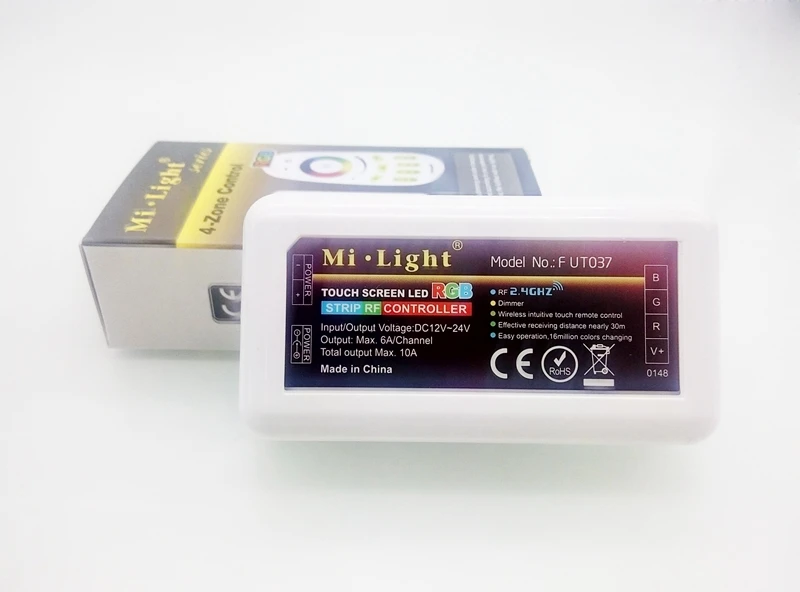 Mi·Light® series
4-Zone Control
RGB
CE
Mi·Light®
Model No.: F UT037
TOUCH SCREEN LED RGB
STRIP RF CONTROLLER
Input/Output Voltage:DC12V~24V
Output: Max. 6A/Channel
Total output Max. 10A
Made in China
RF 2.4GHZ
Dimmer
Wireless intuitive touch remote control
Effective receiving distance nearly 30m
Easy operation,16million colors changing
CE
RoHS
- POWER +
POWER
- +
B
G
R
V+
0148